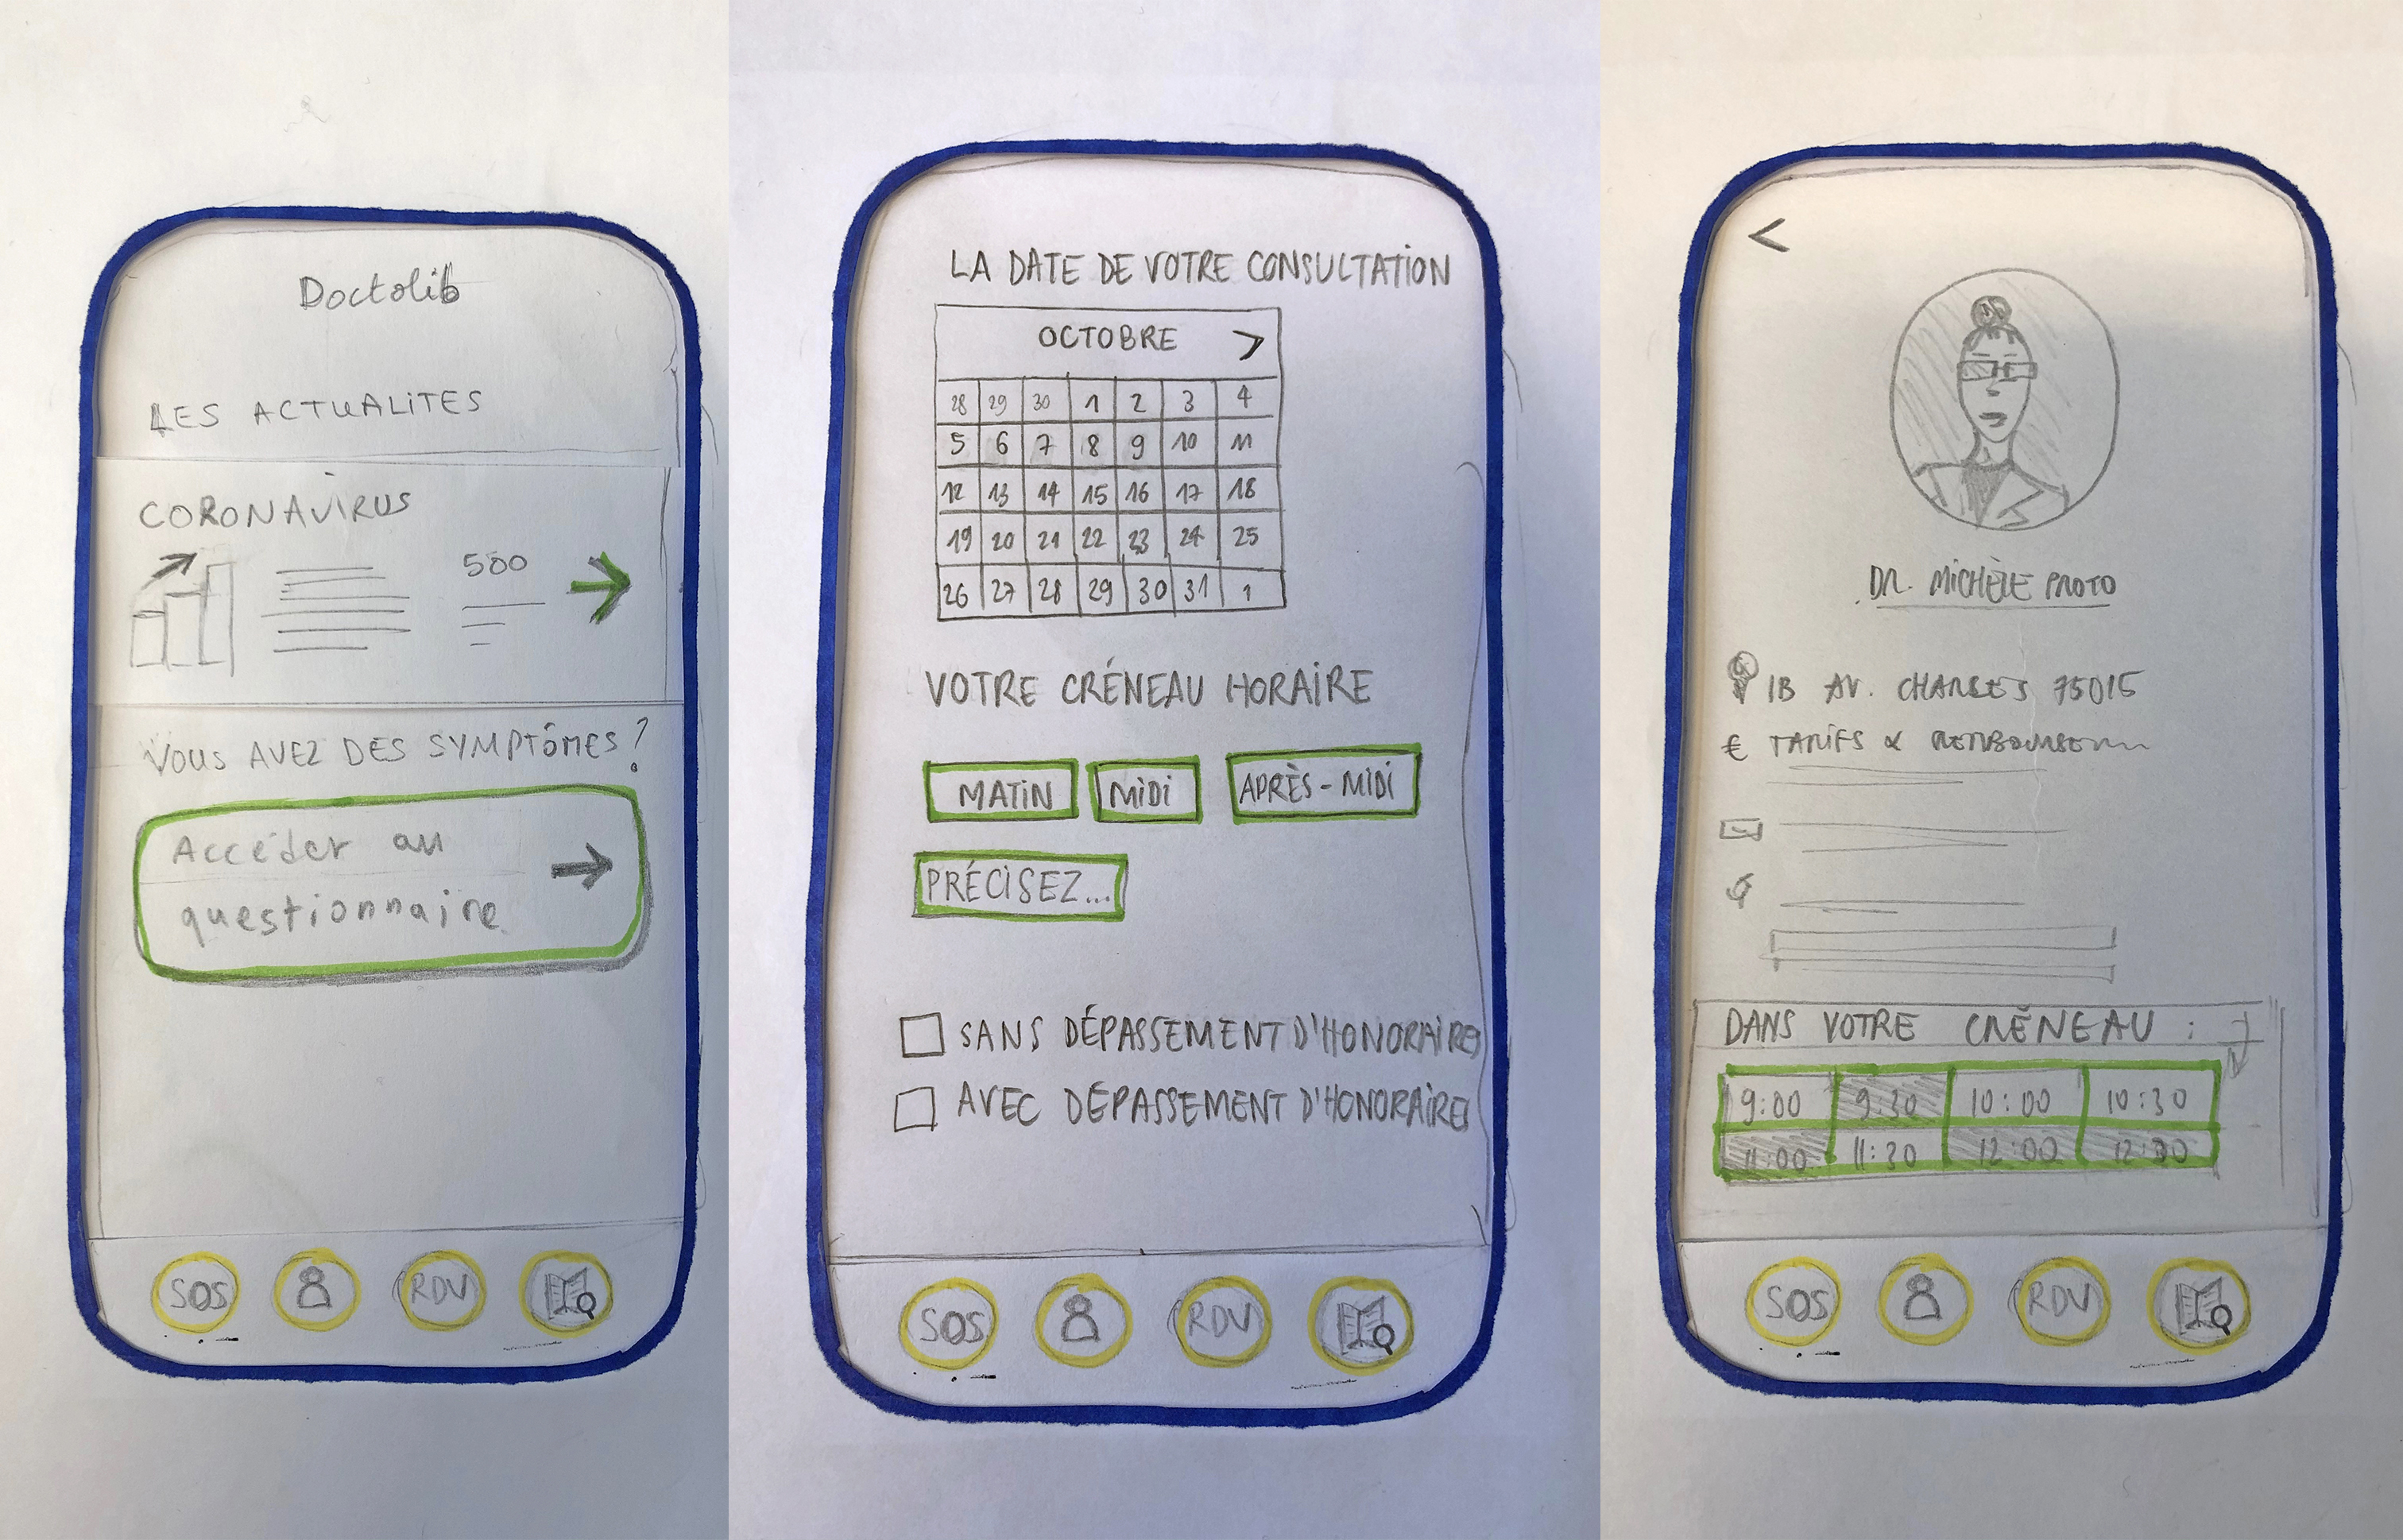 Doctolib
LES ACTUALITES
CORONAVIRUS
500
VOUS AVEZ DES SYMPTÔMES?
Accéder au
questionnaire
SOS
RDV
LA DATE DE VOTRE CONSULTATION
OCTOBRE >
28 29 30 1 2 3 4
5 6 7 8 9 10 11
12 13 14 15 16 17 18
19 20 21 22 23 24 25
26 27 28 29 30 31 1
VOTRE CRÉNEAU HORAIRE
MATIN MIDI APRÈS-MIDI
PRÉCISEZ...
SANS DÉPASSEMENT D'HONORAIRES
AVEC DÉPASSEMENT D'HONORAIRES
SOS
RDV
<
DR. MICHÈLE PROTO
1B AV. CHARLES 75015
€ TARIFS &
DANS VOTRE CRÉNEAU :
9:00 9:30 10:00 10:30
11:00 11:30 12:00 12:30
SOS
RDV